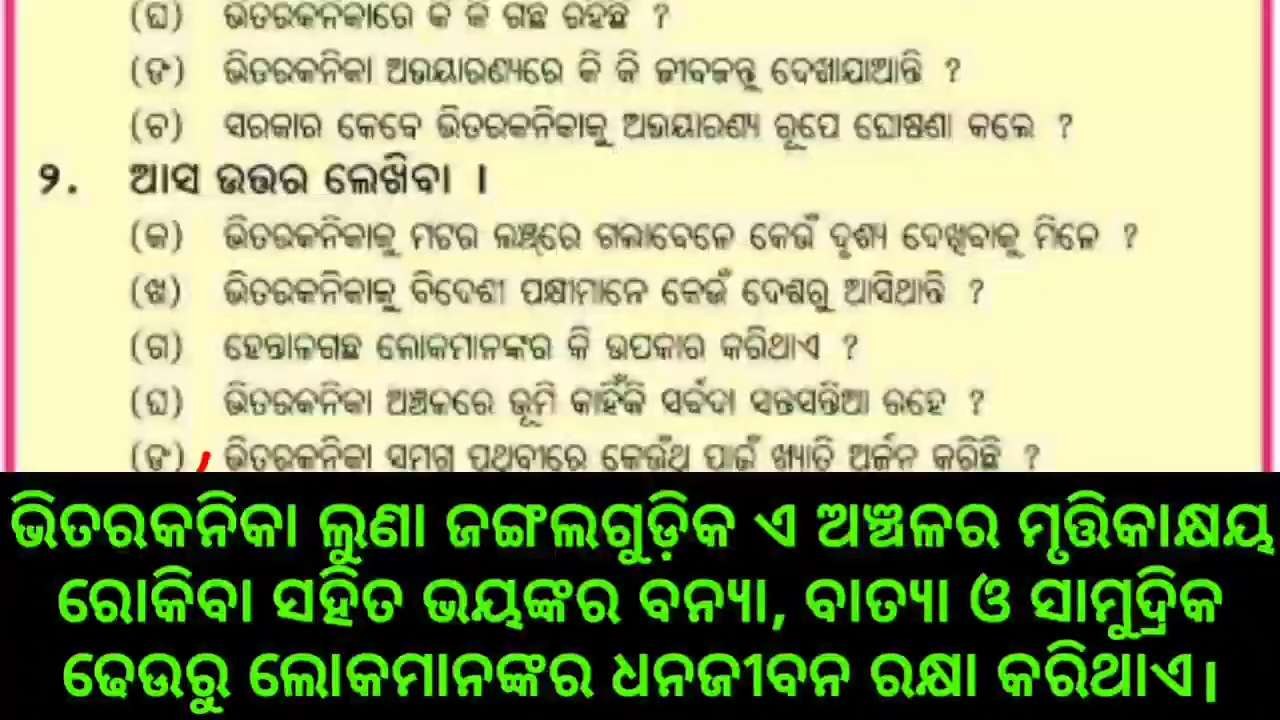 (ଘ) ଭିତରକନିକାରେ କି କି ଗଛ ରହିଛି ?
(ଙ) ଭିତରକନିକା ଅଭୟାରଣ୍ୟରେ କି କି ଜୀବଜନ୍ତୁ ଦେଖାଯାଆନ୍ତି ?
(ଚ) ସରକାର କେବେ ଭିତରକନିକାକୁ ଅଭୟାରଣ୍ୟ ରୂପେ ଘୋଷଣା କଲେ ?
୨. ଆସ ଉତ୍ତର ଲେଖିବା ।
(କ) ଭିତରକନିକାକୁ ମଟର ଲଞ୍ଚ୍‌ରେ ଗଲାବେଳେ କେଉଁ ଦୃଶ୍ୟ ଦେଖିବାକୁ ମିଳେ ?
(ଖ) ଭିତରକନିକାକୁ ବିଦେଶୀ ପକ୍ଷୀମାନେ କେଉଁ ଦେଶରୁ ଆସିଥାନ୍ତି ?
(ଗ) ହେନ୍ତାଳଗଛ ଲୋକମାନଙ୍କର କି ଉପକାର କରିଥାଏ ?
(ଘ) ଭିତରକନିକା ଅଞ୍ଚଳରେ ଭୂମି କାହିଁକି ସର୍ବଦା ସନ୍ତସନ୍ତିଆ ରହେ ?
(ଙ) ଭିତରକନିକା ସମଗ୍ର ପୃଥିବୀରେ କେଉଁଥି ପାଇଁ ଖ୍ୟାତି ଅର୍ଜନ କରିଛି ?
ଭିତରକନିକା ଲୁଣା ଜଙ୍ଗଲଗୁଡ଼ିକ ଏ ଅଞ୍ଚଳର ମୃତ୍ତିକାକ୍ଷୟ
ରୋକିବା ସହିତ ଭୟଙ୍କର ବନ୍ୟା, ବାତ୍ୟା ଓ ସାମୁଦ୍ରିକ
ଢେଉରୁ ଲୋକମାନଙ୍କର ଧନଜୀବନ ରକ୍ଷା କରିଥାଏ।